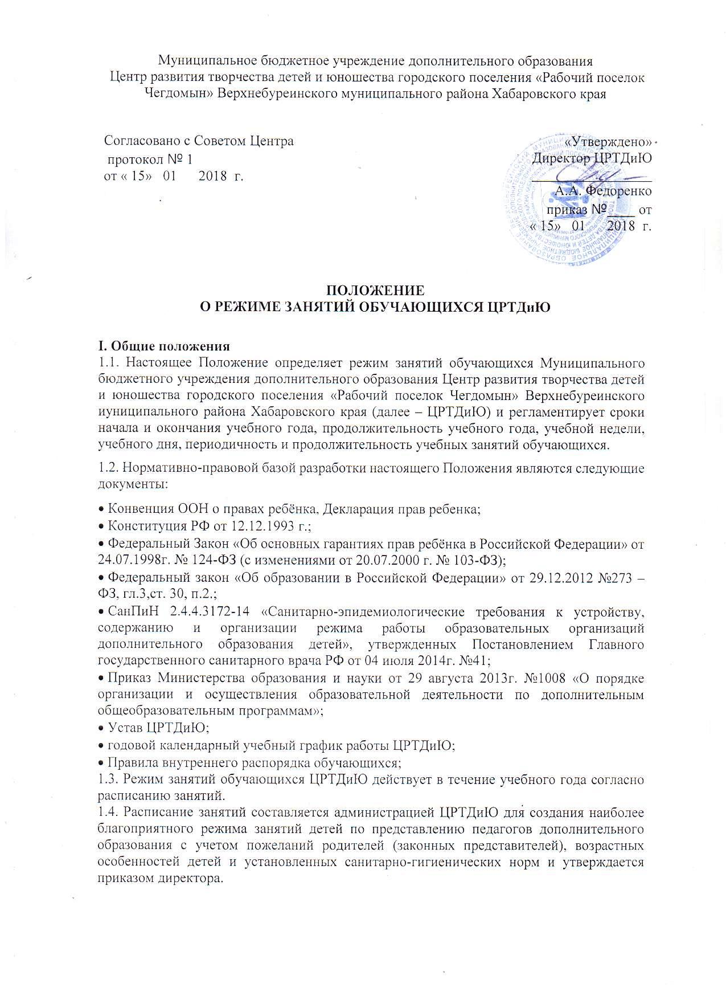 Муниципальное бюджетное учреждение дополнительного образования
Центр развития творчества детей и юношества городского поселения «Рабочий поселок
Чегдомын» Верхнебуреинского муниципального района Хабаровского края
Согласовано с Советом Центра
протокол № 1
от « 15» 01 2018 г.
«Утверждено»
Директор ЦРТДиЮ
А.А. Федоренко
приказ №____ от
« 15» 01 2018 г.
ПОЛОЖЕНИЕ
О РЕЖИМЕ ЗАНЯТИЙ ОБУЧАЮЩИХСЯ ЦРТДиЮ
I. Общие положения
1.1. Настоящее Положение определяет режим занятий обучающихся Муниципального
бюджетного учреждения дополнительного образования Центр развития творчества детей
и юношества городского поселения «Рабочий поселок Чегдомын» Верхнебуреинского
иуниципального района Хабаровского края (далее – ЦРТДиЮ) и регламентирует сроки
начала и окончания учебного года, продолжительность учебного года, учебной недели,
учебного дня, периодичность и продолжительность учебных занятий обучающихся.
1.2. Нормативно-правовой базой разработки настоящего Положения являются следующие
документы:
• Конвенция ООН о правах ребёнка, Декларация прав ребенка;
• Конституция РФ от 12.12.1993 г.;
• Федеральный Закон «Об основных гарантиях прав ребёнка в Российской Федерации» от
24.07.1998г. № 124-ФЗ (с изменениями от 20.07.2000 г. № 103-ФЗ);
• Федеральный закон «Об образовании в Российской Федерации» от 29.12.2012 №273 –
ФЗ, гл.3,ст. 30, п.2.;
• СанПиН 2.4.4.3172-14 «Санитарно-эпидемиологические требования к устройству,
содержанию и организации режима работы образовательных организаций
дополнительного образования детей», утвержденных Постановлением Главного
государственного санитарного врача РФ от 04 июля 2014г. №41;
• Приказ Министерства образования и науки от 29 августа 2013г. №1008 «О порядке
организации и осуществления образовательной деятельности по дополнительным
общеобразовательным программам»;
• Устав ЦРТДиЮ;
• годовой календарный учебный график работы ЦРТДиЮ;
• Правила внутреннего распорядка обучающихся;
1.3. Режим занятий обучающихся ЦРТДиЮ действует в течение учебного года согласно
расписанию занятий.
1.4. Расписание занятий составляется администрацией ЦРТДиЮ для создания наиболее
благоприятного режима занятий детей по представлению педагогов дополнительного
образования с учетом пожеланий родителей (законных представителей), возрастных
особенностей детей и установленных санитарно-гигиенических норм и утверждается
приказом директора.